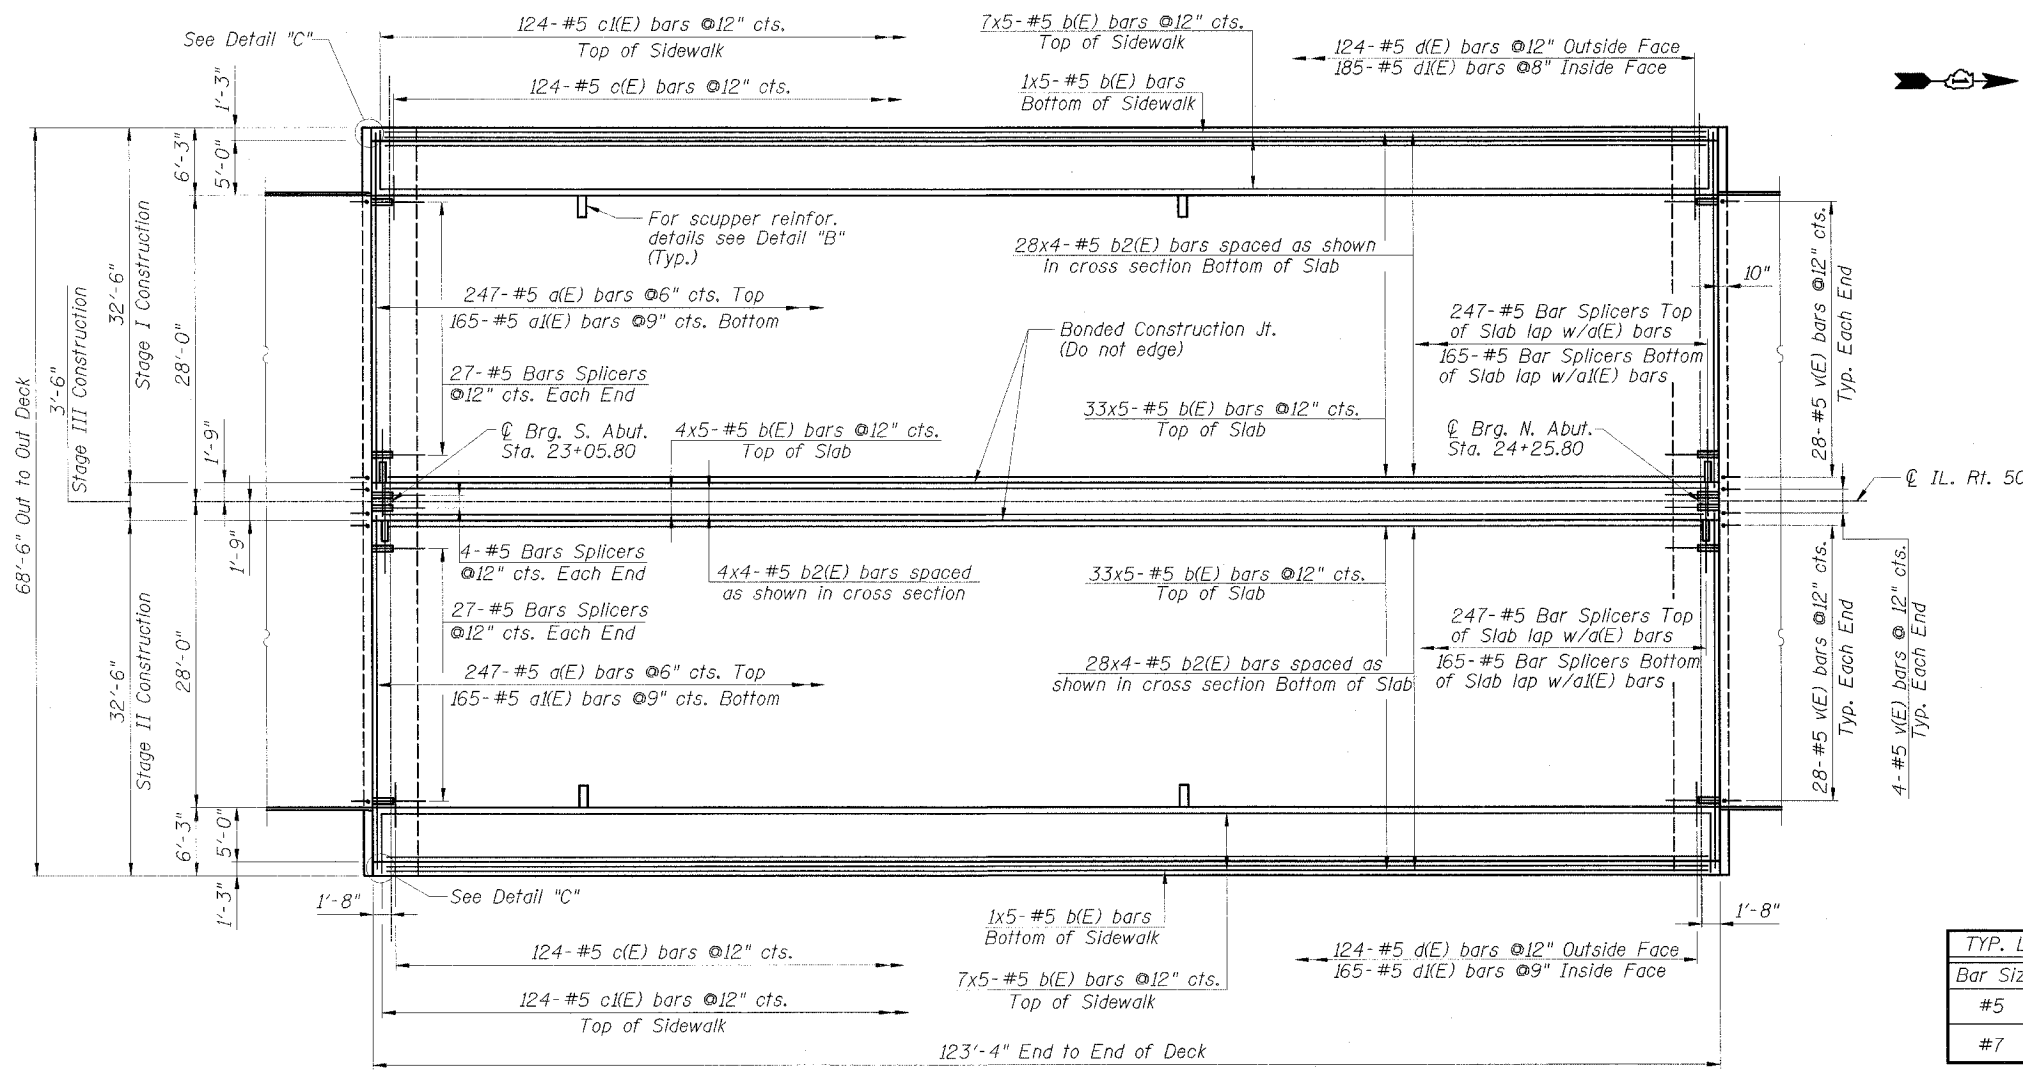 See Detail "C"
124-#5 c1(E) bars @12" cts.
Top of Sidewalk
124-#5 c(E) bars @12" cts.
7x5-#5 b(E) bars @12" cts.
Top of Sidewalk
1x5-#5 b(E) bars
Bottom of Sidewalk
124-#5 d(E) bars @12" Outside Face
185-#5 d1(E) bars @8" Inside Face
1'-3"
6'-3"
5'-0"
68'-6" Out to Out Deck
3'-6"
Stage III Construction
32'-6"
Stage I Construction
28'-0"
1'-9"
For scupper reinfor.
details see Detail "B"
(Typ.)
28x4-#5 b2(E) bars spaced as shown
in cross section Bottom of Slab
10"
28-#5 v(E) bars @12" cts.
Typ. Each End
247-#5 a(E) bars @6" cts. Top
165-#5 a1(E) bars @9" cts. Bottom
Bonded Construction Jt.
(Do not edge)
247-#5 Bar Splicers Top
of Slab lap w/a(E) bars
165-#5 Bar Splicers Bottom
of Slab lap w/a1(E) bars
27-#5 Bars Splicers
@12" cts. Each End
33x5-#5 b(E) bars @12" cts.
Top of Slab
℄ Brg. S. Abut.
Sta. 23+05.80
4x5-#5 b(E) bars @12" cts.
Top of Slab
℄ Brg. N. Abut.
Sta. 24+25.80
℄ IL. Rt. 50
1'-9"
4-#5 Bars Splicers
@12" cts. Each End
4x4-#5 b2(E) bars spaced
as shown in cross section
33x5-#5 b(E) bars @12" cts.
Top of Slab
27-#5 Bars Splicers
@12" cts. Each End
247-#5 Bar Splicers Top
of Slab lap w/a(E) bars
165-#5 Bar Splicers Bottom
of Slab lap w/a1(E) bars
28-#5 v(E) bars @12" cts.
Typ. Each End
4-#5 v(E) bars @ 12" cts.
Typ. Each End
32'-6"
Stage II Construction
28'-0"
247-#5 a(E) bars @6" cts. Top
165-#5 a1(E) bars @9" cts. Bottom
28x4-#5 b2(E) bars spaced as
shown in cross section Bottom of Slab
6'-3"
5'-0"
1'-3"
1'-8"
See Detail "C"
1x5-#5 b(E) bars
Bottom of Sidewalk
1'-8"
124-#5 c(E) bars @12" cts.
7x5-#5 b(E) bars @12" cts.
Top of Sidewalk
124-#5 d(E) bars @12" Outside Face
165-#5 d1(E) bars @9" Inside Face
124-#5 c1(E) bars @12" cts.
Top of Sidewalk
123'-4" End to End of Deck
TYP.
Bar
#5
#7